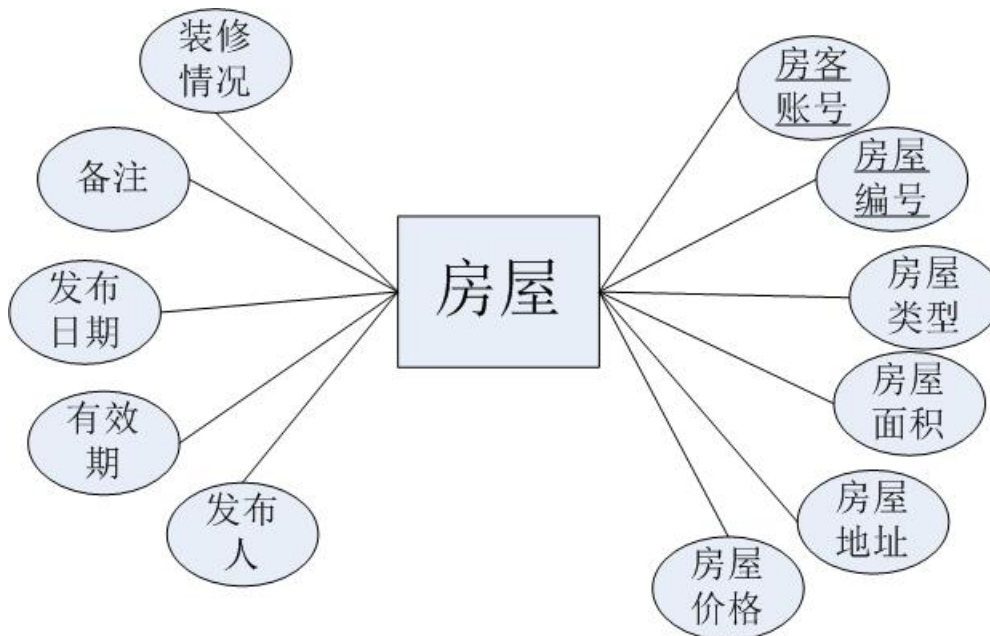 装修
情况
备注
发布
日期
有效
期
发布
人
房屋
房客
账号
房屋
编号
房屋
类型
房屋
面积
房屋
地址
房屋
价格